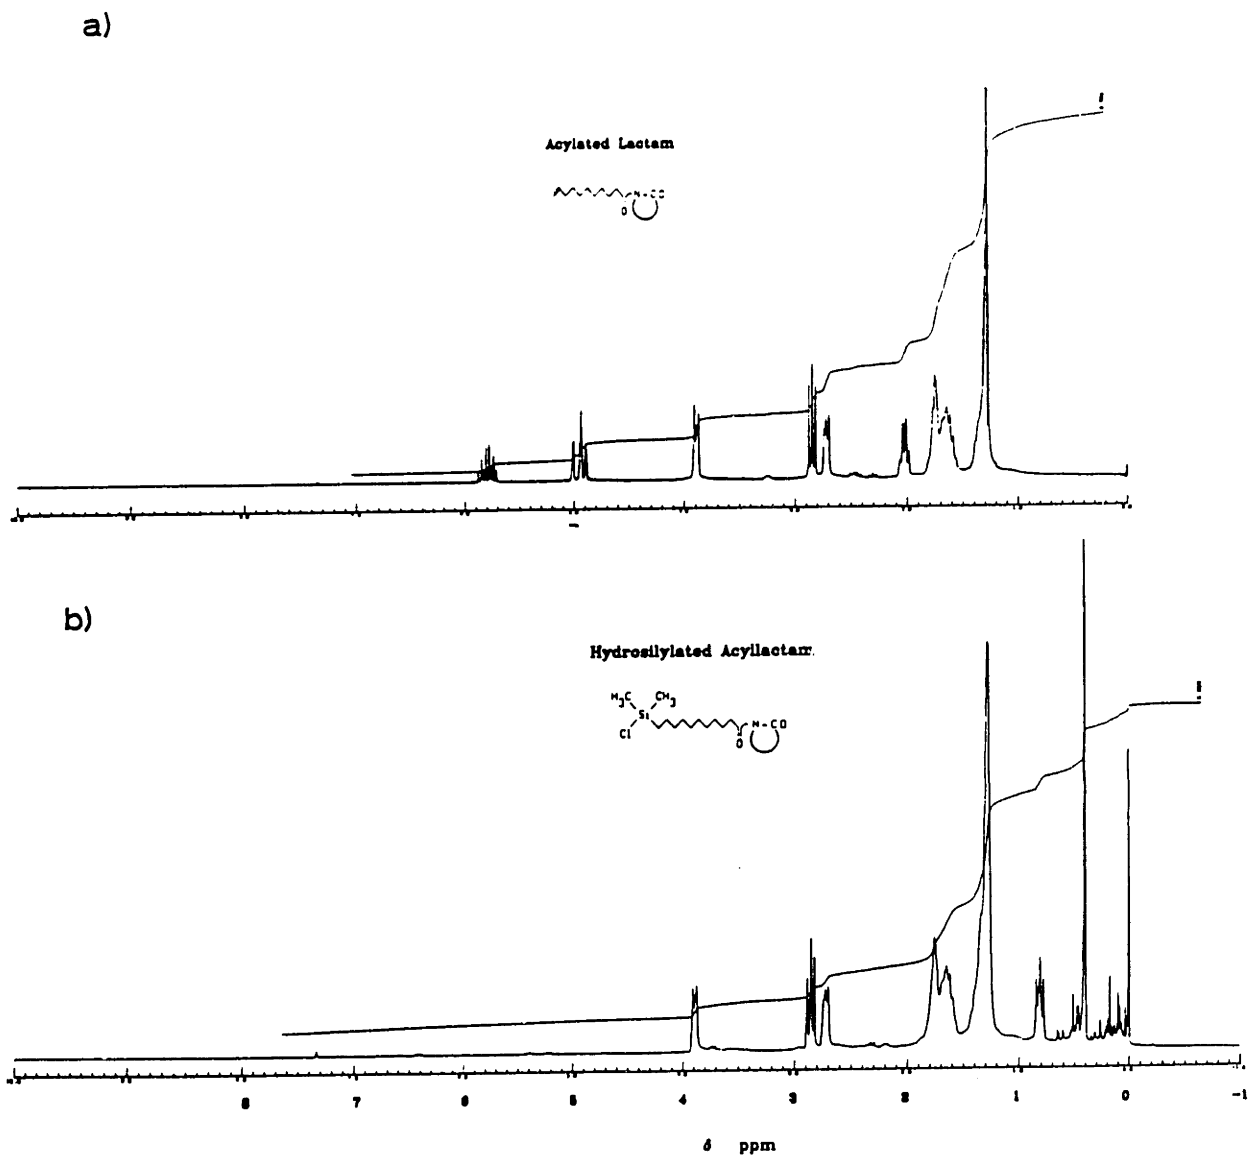 a)
Acylated Lactam
N-CO
O
b)
Hydrosilylated Acyllactam.
H3C CH3
Si
Cl
N-CO
O
8 7 6 5 4 3 2 1 0 -1
δ ppm